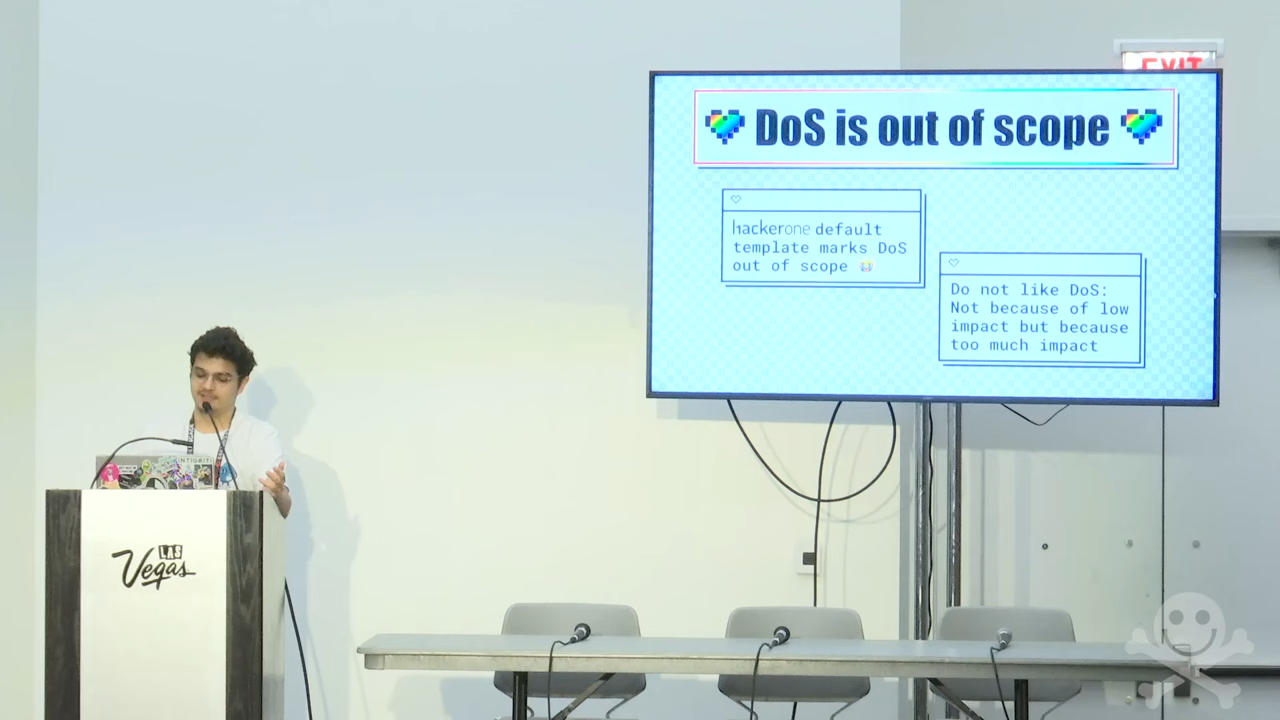 EXIT
DoS is out of scope
hackerone default
template marks DoS
out of scope
Do not like DoS:
Not because of low
impact but because
too much impact
INTIGRITI
LAS
Vegas